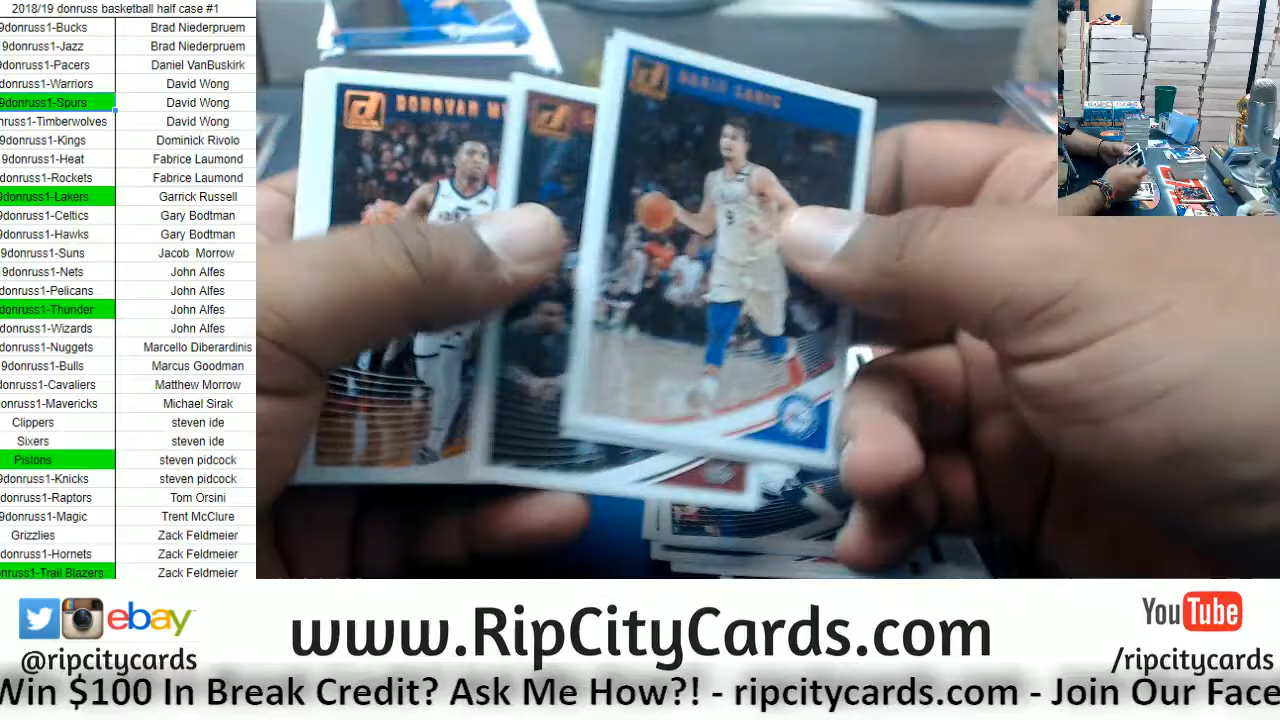 2018/19 donruss basketball half case #1
9donruss1-Bucks Brad Niederpruem
9donruss1-Jazz Brad Niederpruem
9donruss1-Pacers Daniel VanBuskirk
donruss1-Warriors David Wong
9donruss1-Spurs David Wong
nruss1-Timberwolves David Wong
9donruss1-Kings Dominick Rivolo
9donruss1-Heat Fabrice Laumond
9donruss1-Rockets Fabrice Laumond
9donruss1-Lakers Garrick Russell
9donruss1-Celtics Gary Bodtman
9donruss1-Hawks Gary Bodtman
9donruss1-Suns Jacob Morrow
9donruss1-Nets John Alfes
9donruss1-Pelicans John Alfes
donruss1-Thunder John Alfes
9donruss1-Wizards John Alfes
donruss1-Nuggets Marcello Diberardinis
9donruss1-Bulls Marcus Goodman
donruss1-Cavaliers Matthew Morrow
onruss1-Mavericks Michael Sirak
Clippers steven ide
Sixers steven ide
Pistons steven pidcock
9donruss1-Knicks steven pidcock
donruss1-Raptors Tom Orsini
9donruss1-Magic Trent McClure
Grizzlies Zack Feldmeier
donruss1-Hornets Zack Feldmeier
nruss1-Trail Blazers Zack Feldmeier
DONOVAN M
DARIO SARIC
9
ebay
@ripcitycards
www.RipCityCards.com
YouTube
/ripcitycards
Win $100 In Break Credit? Ask Me How?! - ripcitycards.com - Join Our Face